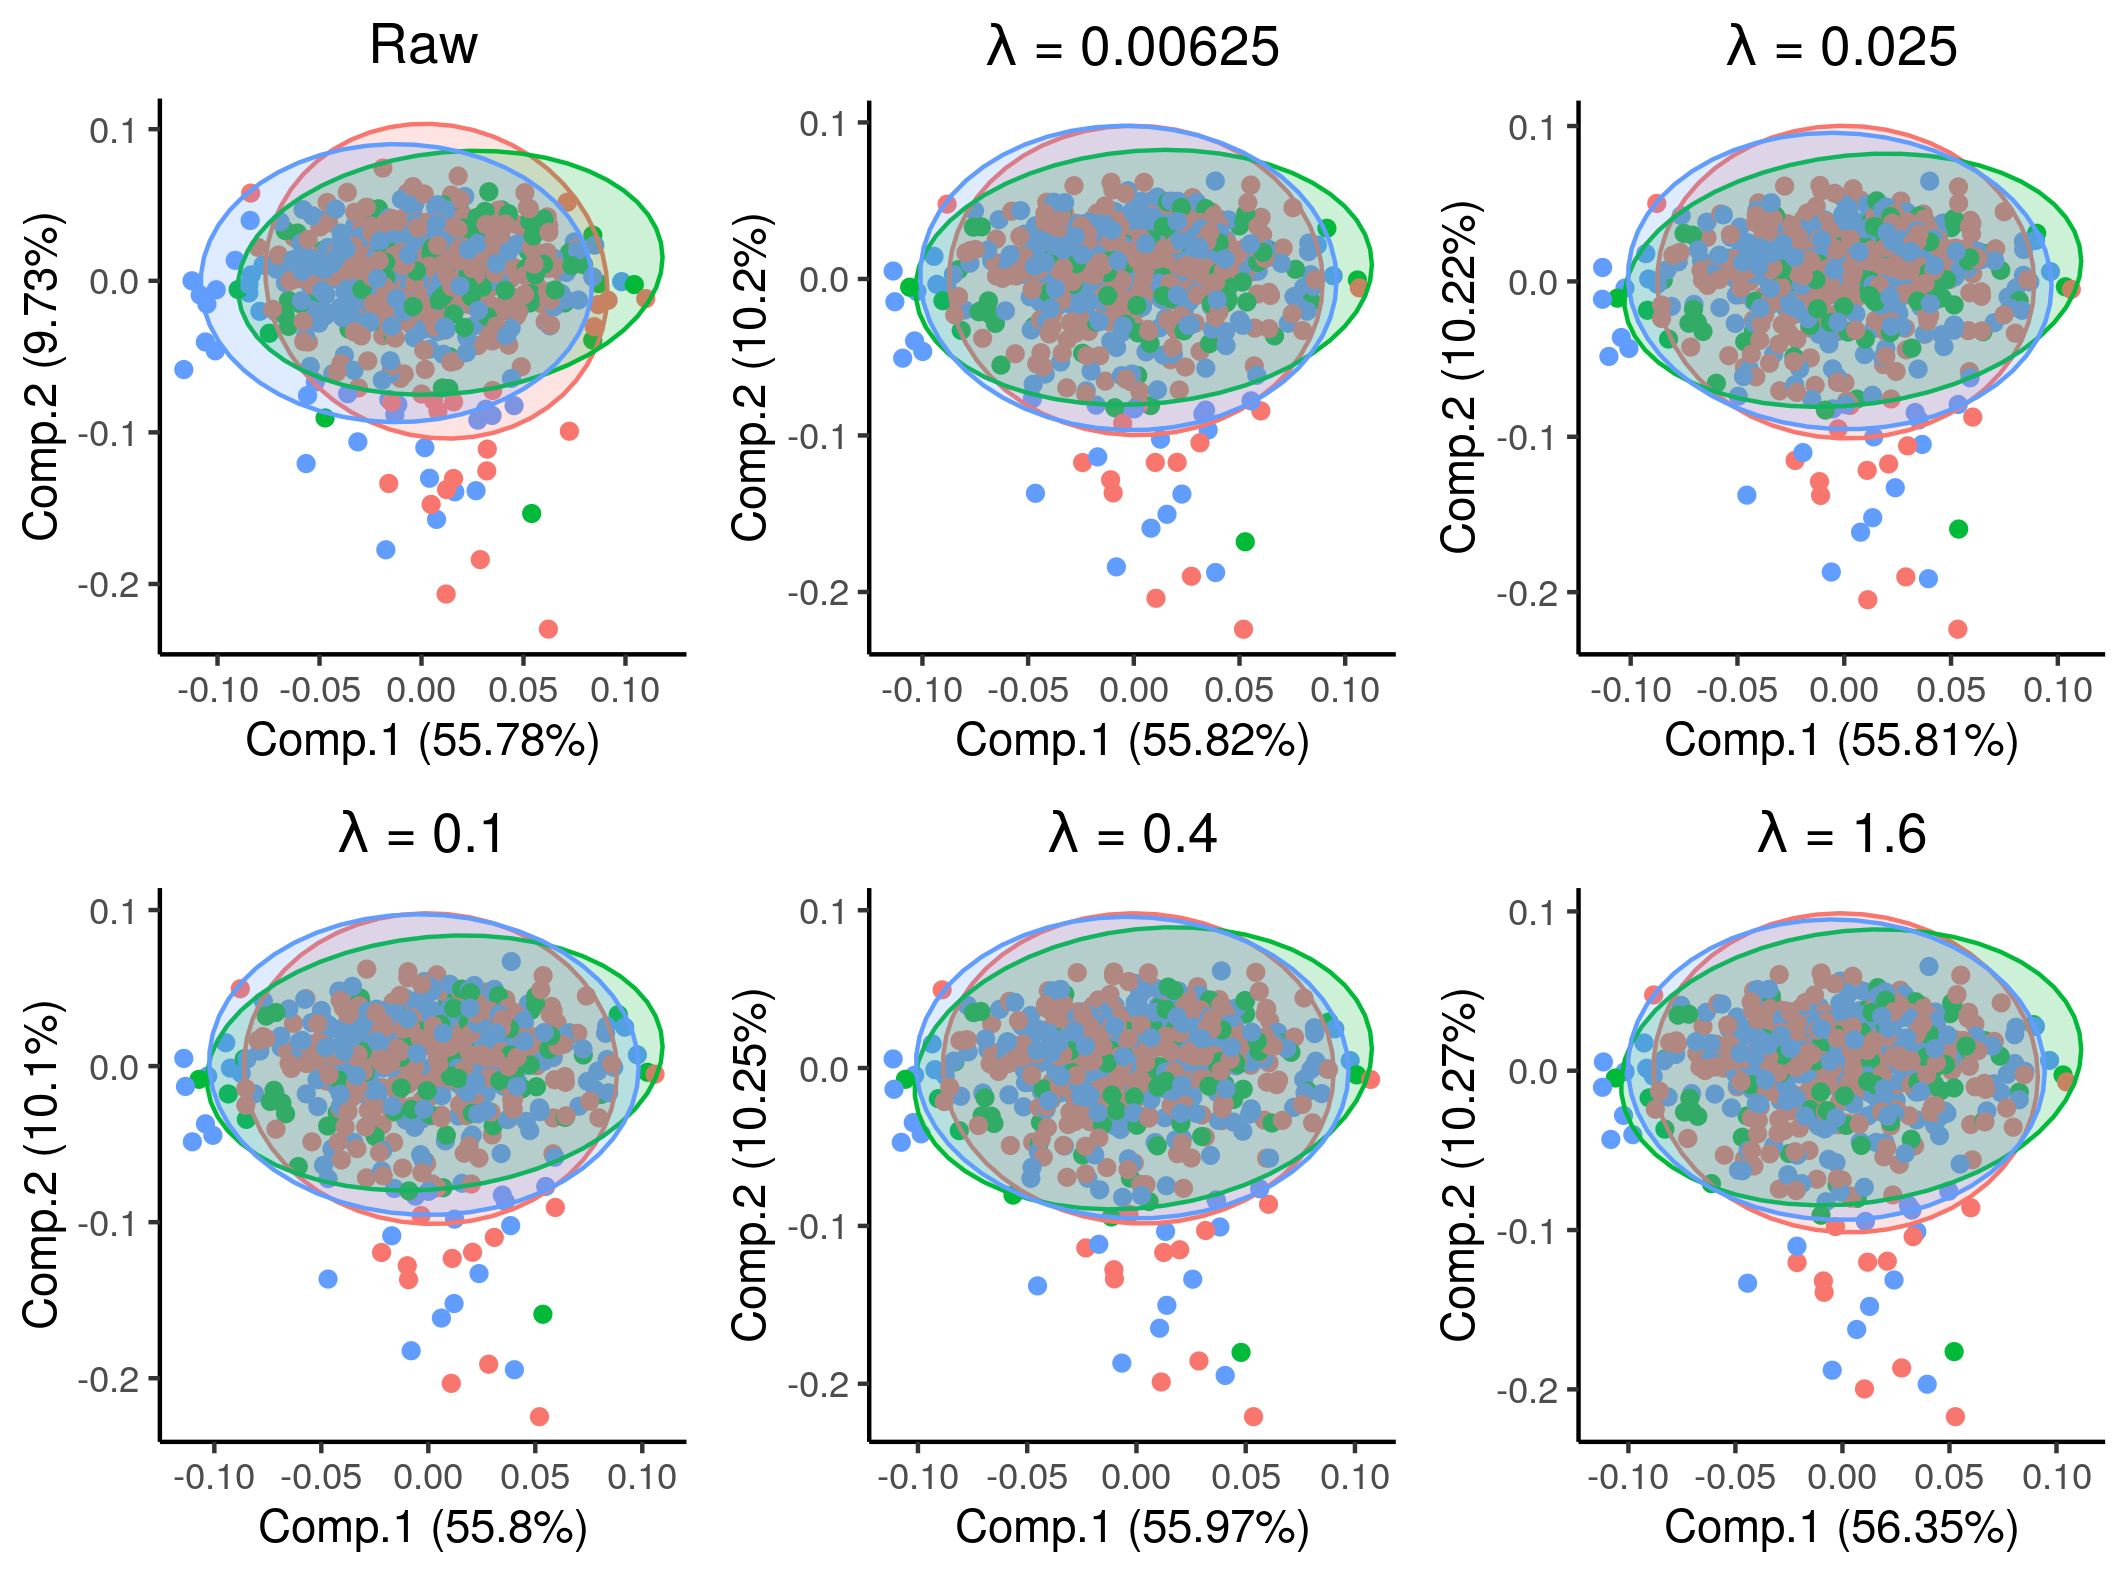 Raw
λ = 0.00625
λ = 0.025
Comp.2 (9.73%)
0.1
0.0
-0.1
-0.2
-0.10 -0.05 0.00 0.05 0.10
Comp.1 (55.78%)
Comp.2 (10.2%)
0.1
0.0
-0.1
-0.2
-0.10 -0.05 0.00 0.05 0.10
Comp.1 (55.82%)
Comp.2 (10.22%)
0.1
0.0
-0.1
-0.2
-0.10 -0.05 0.00 0.05 0.10
Comp.1 (55.81%)
λ = 0.1
λ = 0.4
λ = 1.6
Comp.2 (10.1%)
0.1
0.0
-0.1
-0.2
-0.10 -0.05 0.00 0.05 0.10
Comp.1 (55.8%)
Comp.2 (10.25%)
0.1
0.0
-0.1
-0.2
-0.10 -0.05 0.00 0.05 0.10
Comp.1 (55.97%)
Comp.2 (10.27%)
0.1
0.0
-0.1
-0.2
-0.10 -0.05 0.00 0.05 0.10
Comp.1 (56.35%)